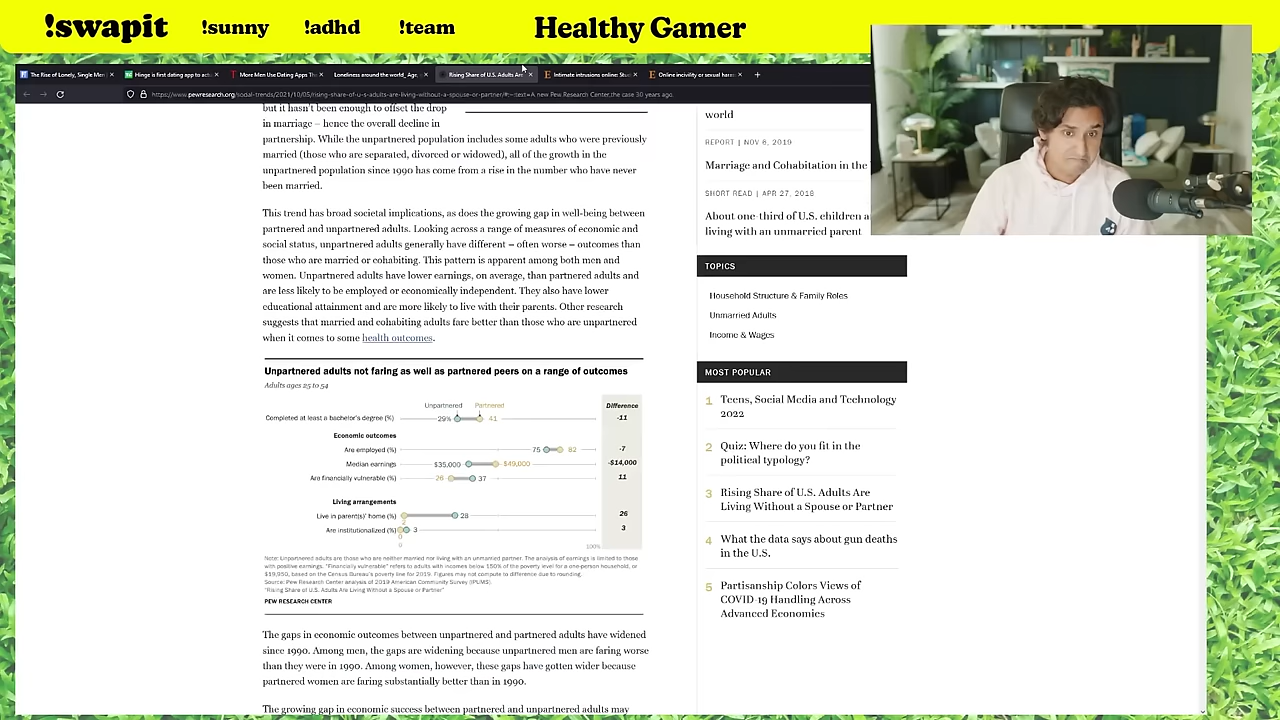 !swapit
!sunny
!adhd
!team
Healthy Gamer
The Rise of Lonely, Single Men
Hinge is first dating app to actu
More Men Use Dating Apps Th
Loneliness around the world_ Age,
Rising Share of U.S. Adults Are
Intimate intrusions online: Stud
Online incivility or sexual haras
https://www.pewresearch.org/social-trends/2021/10/05/rising-share-of-u-s-adults-are-living-without-a-spouse-or-partner/#:~:text=A new Pew Research Center,the case 30 years ago.
but it hasn't been enough to offset the drop
in marriage – hence the overall decline in
partnership. While the unpartnered population includes some adults who were previously
married (those who are separated, divorced or widowed), all of the growth in the
unpartnered population since 1990 has come from a rise in the number who have never
been married.
This trend has broad societal implications, as does the growing gap in well-being between
partnered and unpartnered adults. Looking across a range of measures of economic and
social status, unpartnered adults generally have different – often worse – outcomes than
those who are married or cohabiting. This pattern is apparent among both men and
women. Unpartnered adults have lower earnings, on average, than partnered adults and
are less likely to be employed or economically independent. They also have lower
educational attainment and are more likely to live with their parents. Other research
suggests that married and cohabiting adults fare better than those who are unpartnered
when it comes to some health outcomes.
Unpartnered adults not faring as well as partnered peers on a range of outcomes
Adults ages 25 to 54
Unpartnered Partnered Difference
Completed at least a bachelor's degree (%) 29% 41 -11
Economic outcomes
Are employed (%) 75 82 -7
Median earnings $35,000 $49,000 -$14,000
Are financially vulnerable (%) 26 37 11
Living arrangements
Live in parent(s)' home (%) 2 28 26
Are institutionalized (%) 0 3 3
0 100%
Note: Unpartnered adults are those who are neither married nor living with an unmarried partner. The analysis of earnings is limited to those
with positive earnings. "Financially vulnerable" refers to adults with incomes below 150% of the poverty level for a one-person household, or
$19,950, based on the Census Bureau's poverty line for 2019. Figures may not compute to difference due to rounding.
Source: Pew Research Center analysis of 2019 American Community Survey (IPUMS).
"Rising Share of U.S. Adults Are Living Without a Spouse or Partner"
PEW RESEARCH CENTER
The gaps in economic outcomes between unpartnered and partnered adults have widened
since 1990. Among men, the gaps are widening because unpartnered men are faring worse
than they were in 1990. Among women, however, these gaps have gotten wider because
partnered women are faring substantially better than in 1990.
The growing gap in economic success between partnered and unpartnered adults may
world
REPORT | NOV 6, 2019
Marriage and Cohabitation in the
SHORT READ | APR 27, 2018
About one-third of U.S. children a
living with an unmarried parent
TOPICS
Household Structure & Family Roles
Unmarried Adults
Income & Wages
MOST POPULAR
1 Teens, Social Media and Technology
2022
2 Quiz: Where do you fit in the
political typology?
3 Rising Share of U.S. Adults Are
Living Without a Spouse or Partner
4 What the data says about gun deaths
in the U.S.
5 Partisanship Colors Views of
COVID-19 Handling Across
Advanced Economies